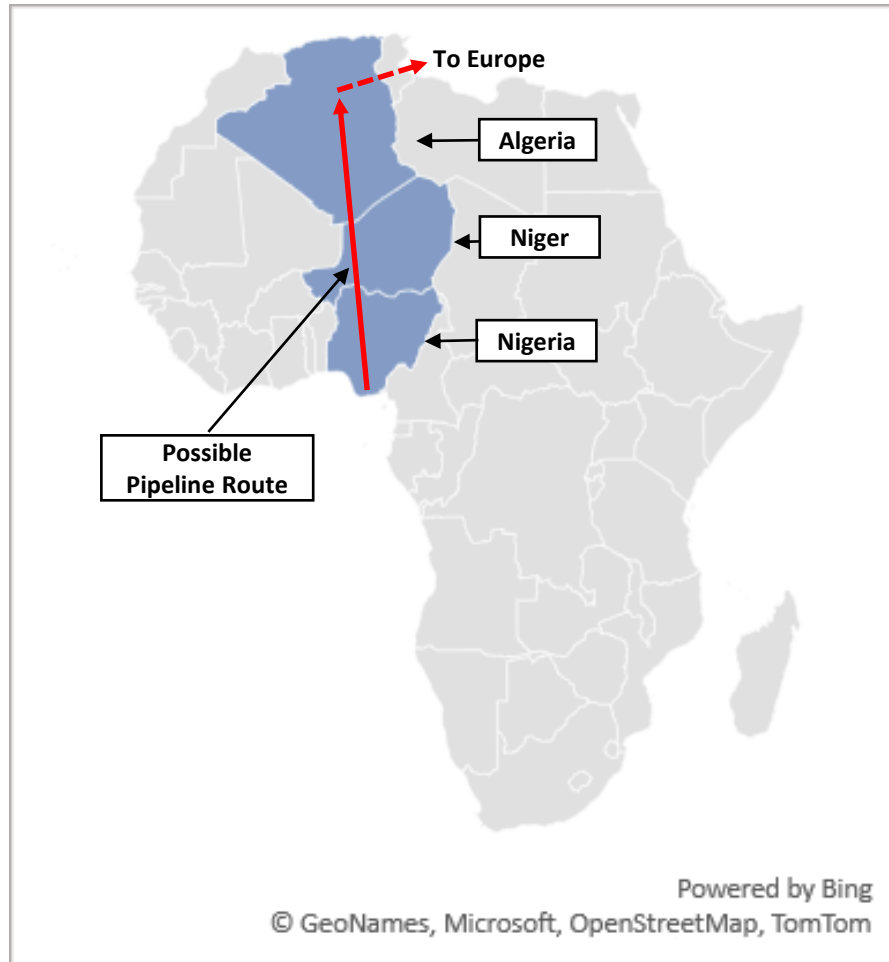 To Europe
Algeria
Niger
Nigeria
Possible
Pipeline Route
Powered by Bing
© GeoNames, Microsoft, OpenStreetMap, TomTom